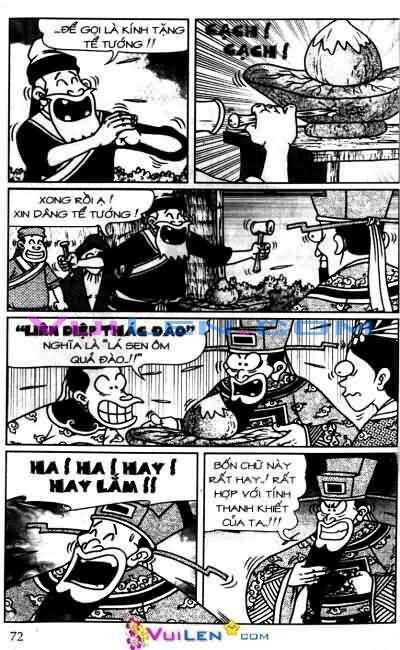 ...ĐỂ GỌI LÀ KÍNH TẶNG
TỂ TƯỚNG !!
CẠCH !
CẠCH !
XONG RỒI Ạ !
XIN DÂNG TỂ TƯỚNG !
VUILEN.COM
"LIÊN DIỆP THÁC ĐÀO"
NGHĨA LÀ "LÁ SEN ÔM
QUẢ ĐÀO..!!"
HA ! HA ! HAY !
HAY LẮM !!
BỐN CHỮ NÀY
RẤT HAY..! RẤT
HỢP VỚI TÍNH
THANH KHIẾT
CỦA TA..!!!
72
VUILEN.COM